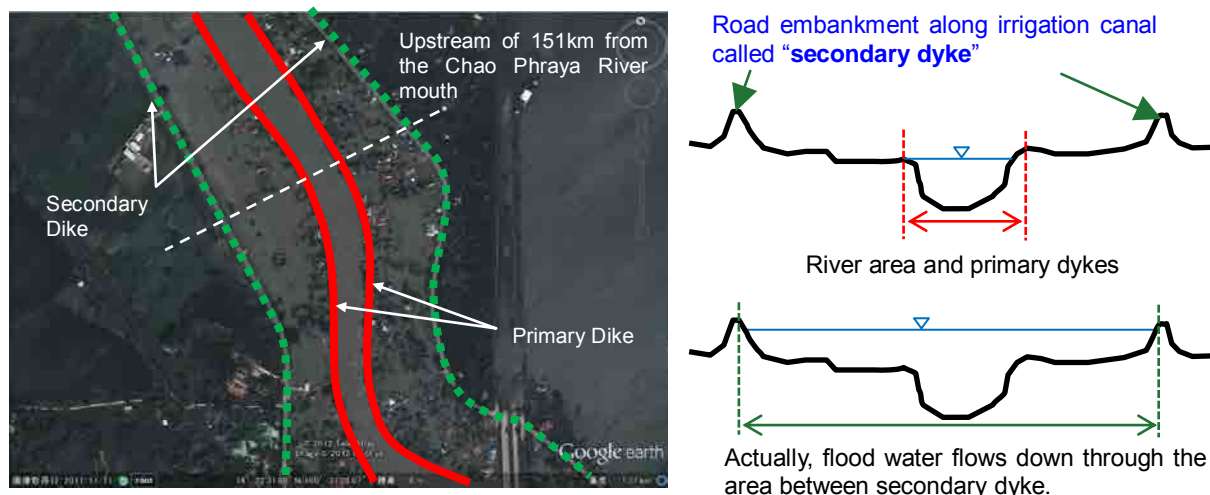 Upstream of 151km from
the Chao Phraya River
mouth
Secondary
Dike
Primary Dike
Google earth
Road embankment along irrigation canal
called “secondary dyke”
River area and primary dykes
Actually, flood water flows down through the
area between secondary dyke.